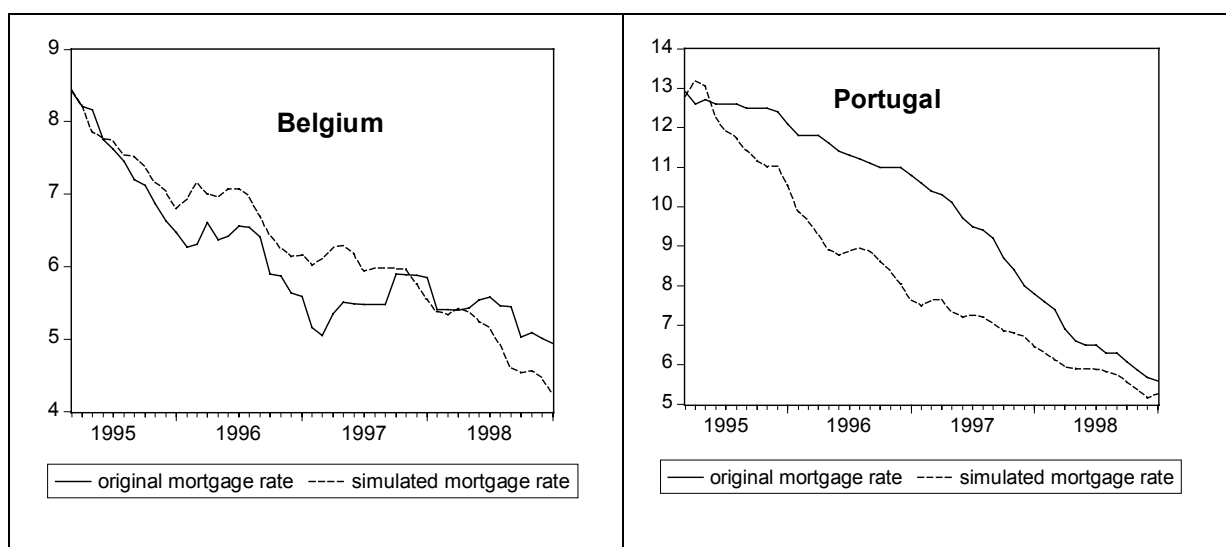 Belgium
9
8
7
6
5
4
1995 1996 1997 1998
original mortgage rate simulated mortgage rate
Portugal
14
13
12
11
10
9
8
7
6
5
1995 1996 1997 1998
original mortgage rate simulated mortgage rate